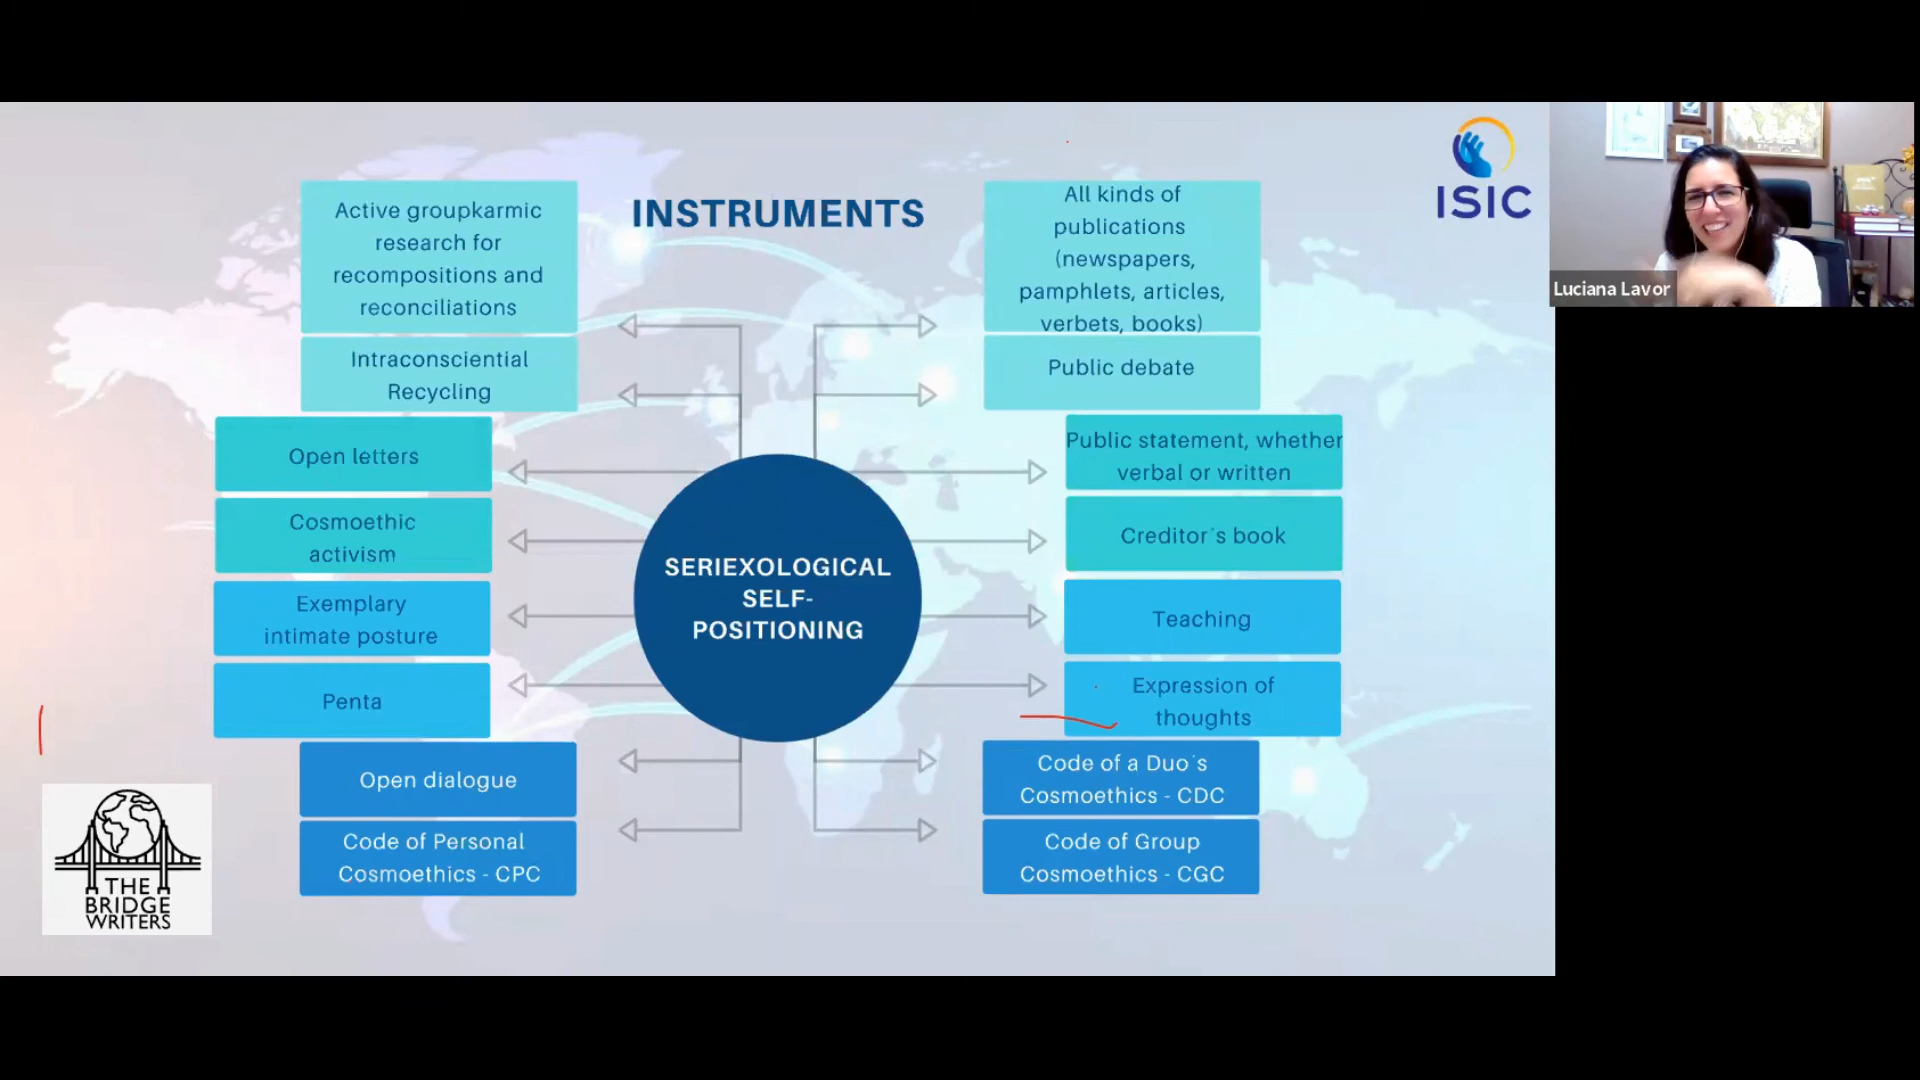 INSTRUMENTS
Active groupkarmic
research for
recompositions and
reconciliations
Intraconsciential
Recycling
Open letters
Cosmoethic
activism
Exemplary
intimate posture
Penta
Open dialogue
Code of Personal
Cosmoethics - CPC
SERIEXOLOGICAL
SELF-
POSITIONING
All kinds of
publications
(newspapers,
pamphlets, articles,
verbets, books)
Public debate
Public statement, whether
verbal or written
Creditor´s book
Teaching
Expression of
thoughts
Code of a Duo´s
Cosmoethics - CDC
Code of Group
Cosmoethics - CGC
ISIC
Luciana Lavor
THE
BRIDGE
WRITERS